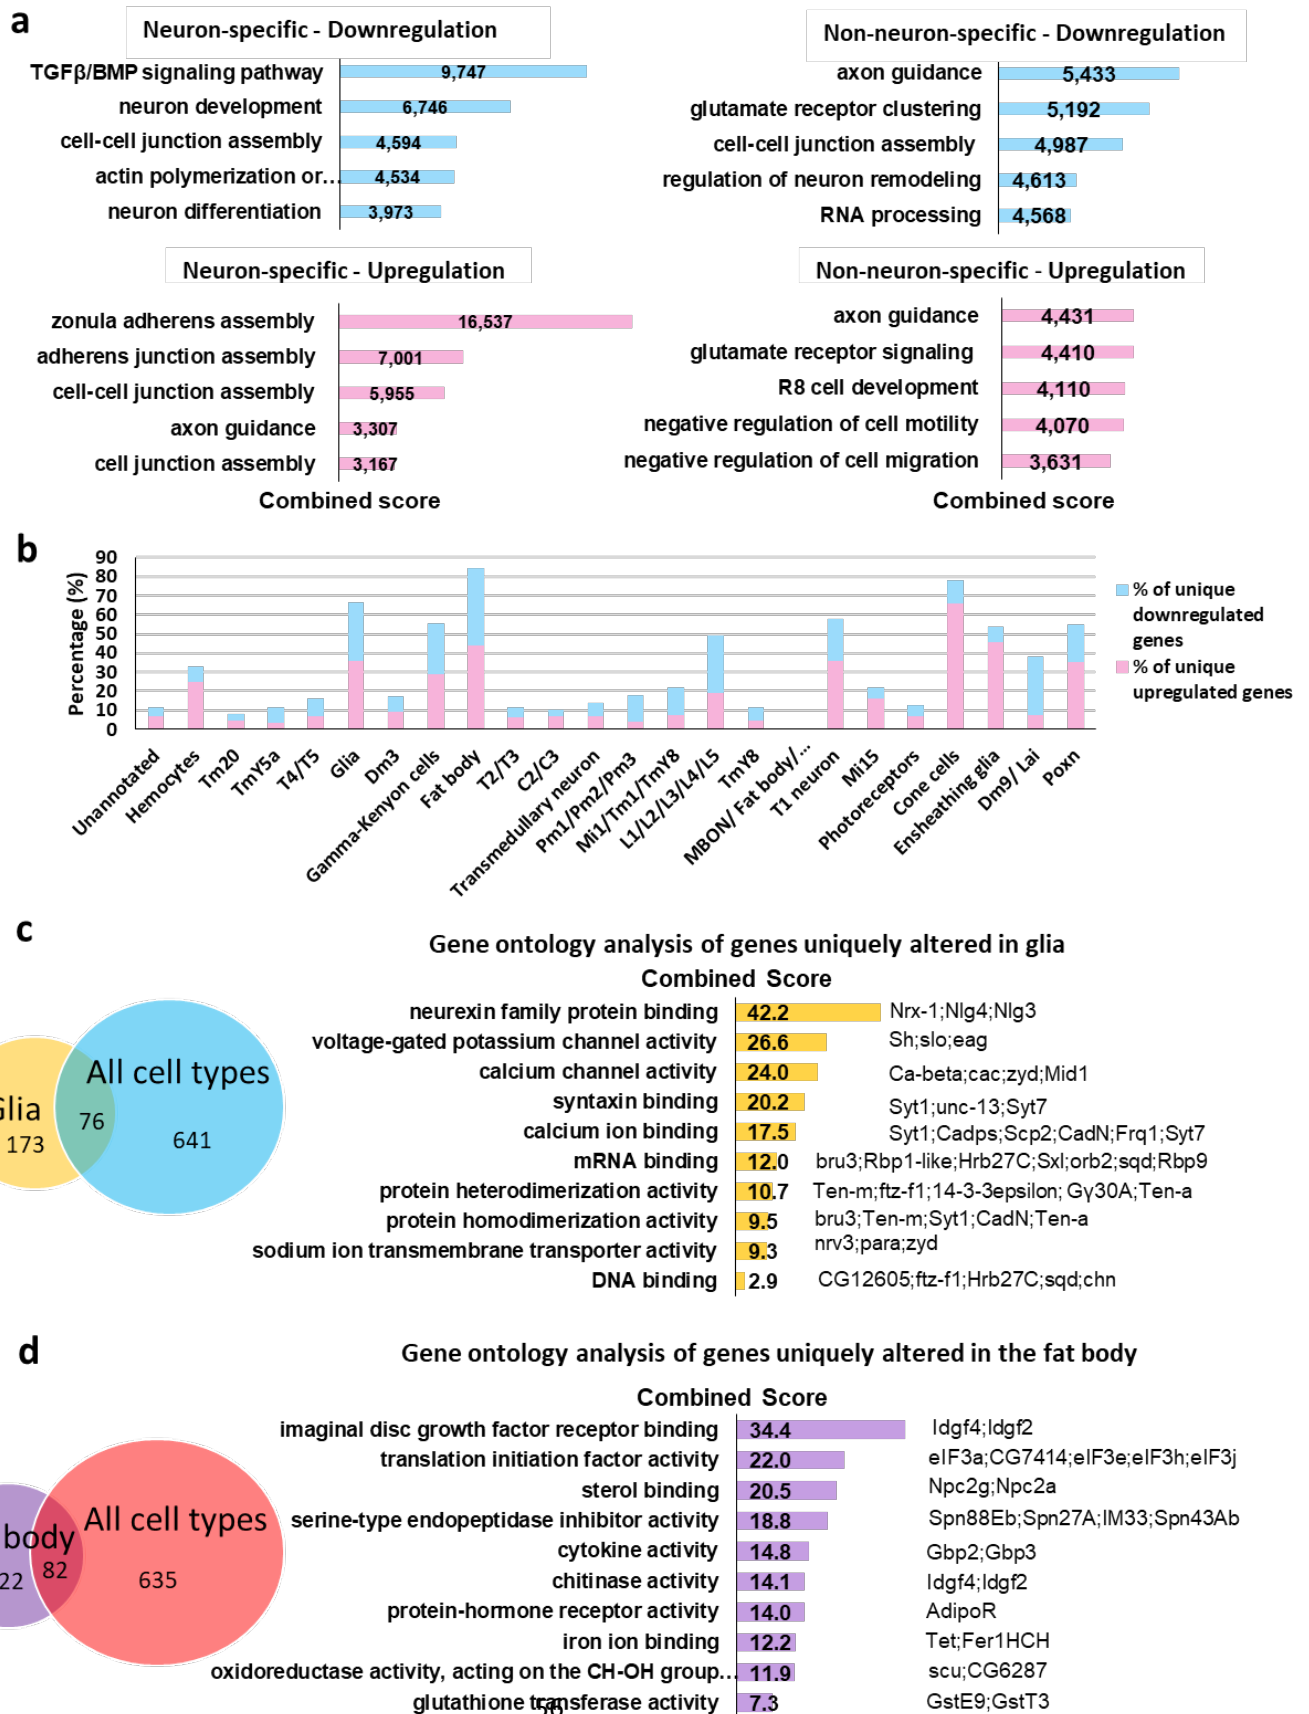 a
Neuron-specific - Downregulation
TGFβ/BMP signaling pathway 9,747
neuron development 6,746
cell-cell junction assembly 4,594
actin polymerization or... 4,534
neuron differentiation 3,973
Non-neuron-specific - Downregulation
axon guidance 5,433
glutamate receptor clustering 5,192
cell-cell junction assembly 4,987
regulation of neuron remodeling 4,613
RNA processing 4,568
Neuron-specific - Upregulation
zonula adherens assembly 16,537
adherens junction assembly 7,001
cell-cell junction assembly 5,955
axon guidance 3,307
cell junction assembly 3,167
Combined score
Non-neuron-specific - Upregulation
axon guidance 4,431
glutamate receptor signaling 4,410
R8 cell development 4,110
negative regulation of cell motility 4,070
negative regulation of cell migration 3,631
Combined score
b
Percentage (%)
90
80
70
60
50
40
30
20
10
0
Unannotated
Hemocytes
Tm20
TmY5a
T4/T5
Glia
Dm3
Gamma-Kenyon cells
Fat body
T2/T3
C2/C3
Transmedullary neuron
Pm1/Pm2/Pm3
Mi1/Tm1/TmY8
L1/L2/L3/L4/L5
TmY8
MBON/ Fat body/...
T1 neuron
Mi15
Photoreceptors
Cone cells
Ensheathing glia
Dm9/ Lai
Poxn
% of unique
downregulated
genes
% of unique
upregulated genes
c
Glia
173
76
All cell types
641
Gene ontology analysis of genes uniquely altered in glia
Combined Score
neurexin family protein binding 42.2 Nrx-1;Nlg4;Nlg3
voltage-gated potassium channel activity 26.6 Sh;slo;eag
calcium channel activity 24.0 Ca-beta;cac;zyd;Mid1
syntaxin binding 20.2 Syt1;unc-13;Syt7
calcium ion binding 17.5 Syt1;Cadps;Scp2;CadN;Frq1;Syt7
mRNA binding 12.0 bru3;Rbp1-like;Hrb27C;Sxl;orb2;sqd;Rbp9
protein heterodimerization activity 10.7 Ten-m;ftz-f1;14-3-3epsilon; Gγ30A;Ten-a
protein homodimerization activity 9.5 bru3;Ten-m;Syt1;CadN;Ten-a
sodium ion transmembrane transporter activity 9.3 nrv3;para;zyd
DNA binding 2.9 CG12605;ftz-f1;Hrb27C;sqd;chn
d
body
22
82
All cell types
635
Gene ontology analysis of genes uniquely altered in the fat body
Combined Score
imaginal disc growth factor receptor binding 34.4 Idgf4;Idgf2
translation initiation factor activity 22.0 eIF3a;CG7414;eIF3e;eIF3h;eIF3j
sterol binding 20.5 Npc2g;Npc2a
serine-type endopeptidase inhibitor activity 18.8 Spn88Eb;Spn27A;IM33;Spn43Ab
cytokine activity 14.8 Gbp2;Gbp3
chitinase activity 14.1 Idgf4;Idgf2
protein-hormone receptor activity 14.0 AdipoR
iron ion binding 12.2 Tet;Fer1HCH
oxidoreductase activity, acting on the CH-OH group... 11.9 scu;CG6287
glutathione transferase activity 7.3 GstE9;GstT3
56